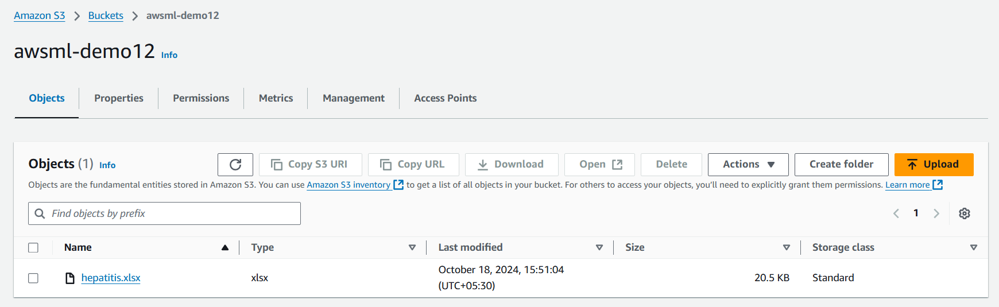 Amazon S3 > Buckets > awsml-demo12
awsml-demo12 Info
Objects Properties Permissions Metrics Management Access Points
Objects (1) Info Copy S3 URI Copy URL Download Open Delete Actions Create folder Upload
Objects are the fundamental entities stored in Amazon S3. You can use Amazon S3 inventory to get a list of all objects in your bucket. For others to access your objects, you'll need to explicitly grant them permissions. Learn more
Find objects by prefix 1
Name Type Last modified Size Storage class
hepatitis.xlsx xlsx October 18, 2024, 15:51:04 (UTC+05:30) 20.5 KB Standard